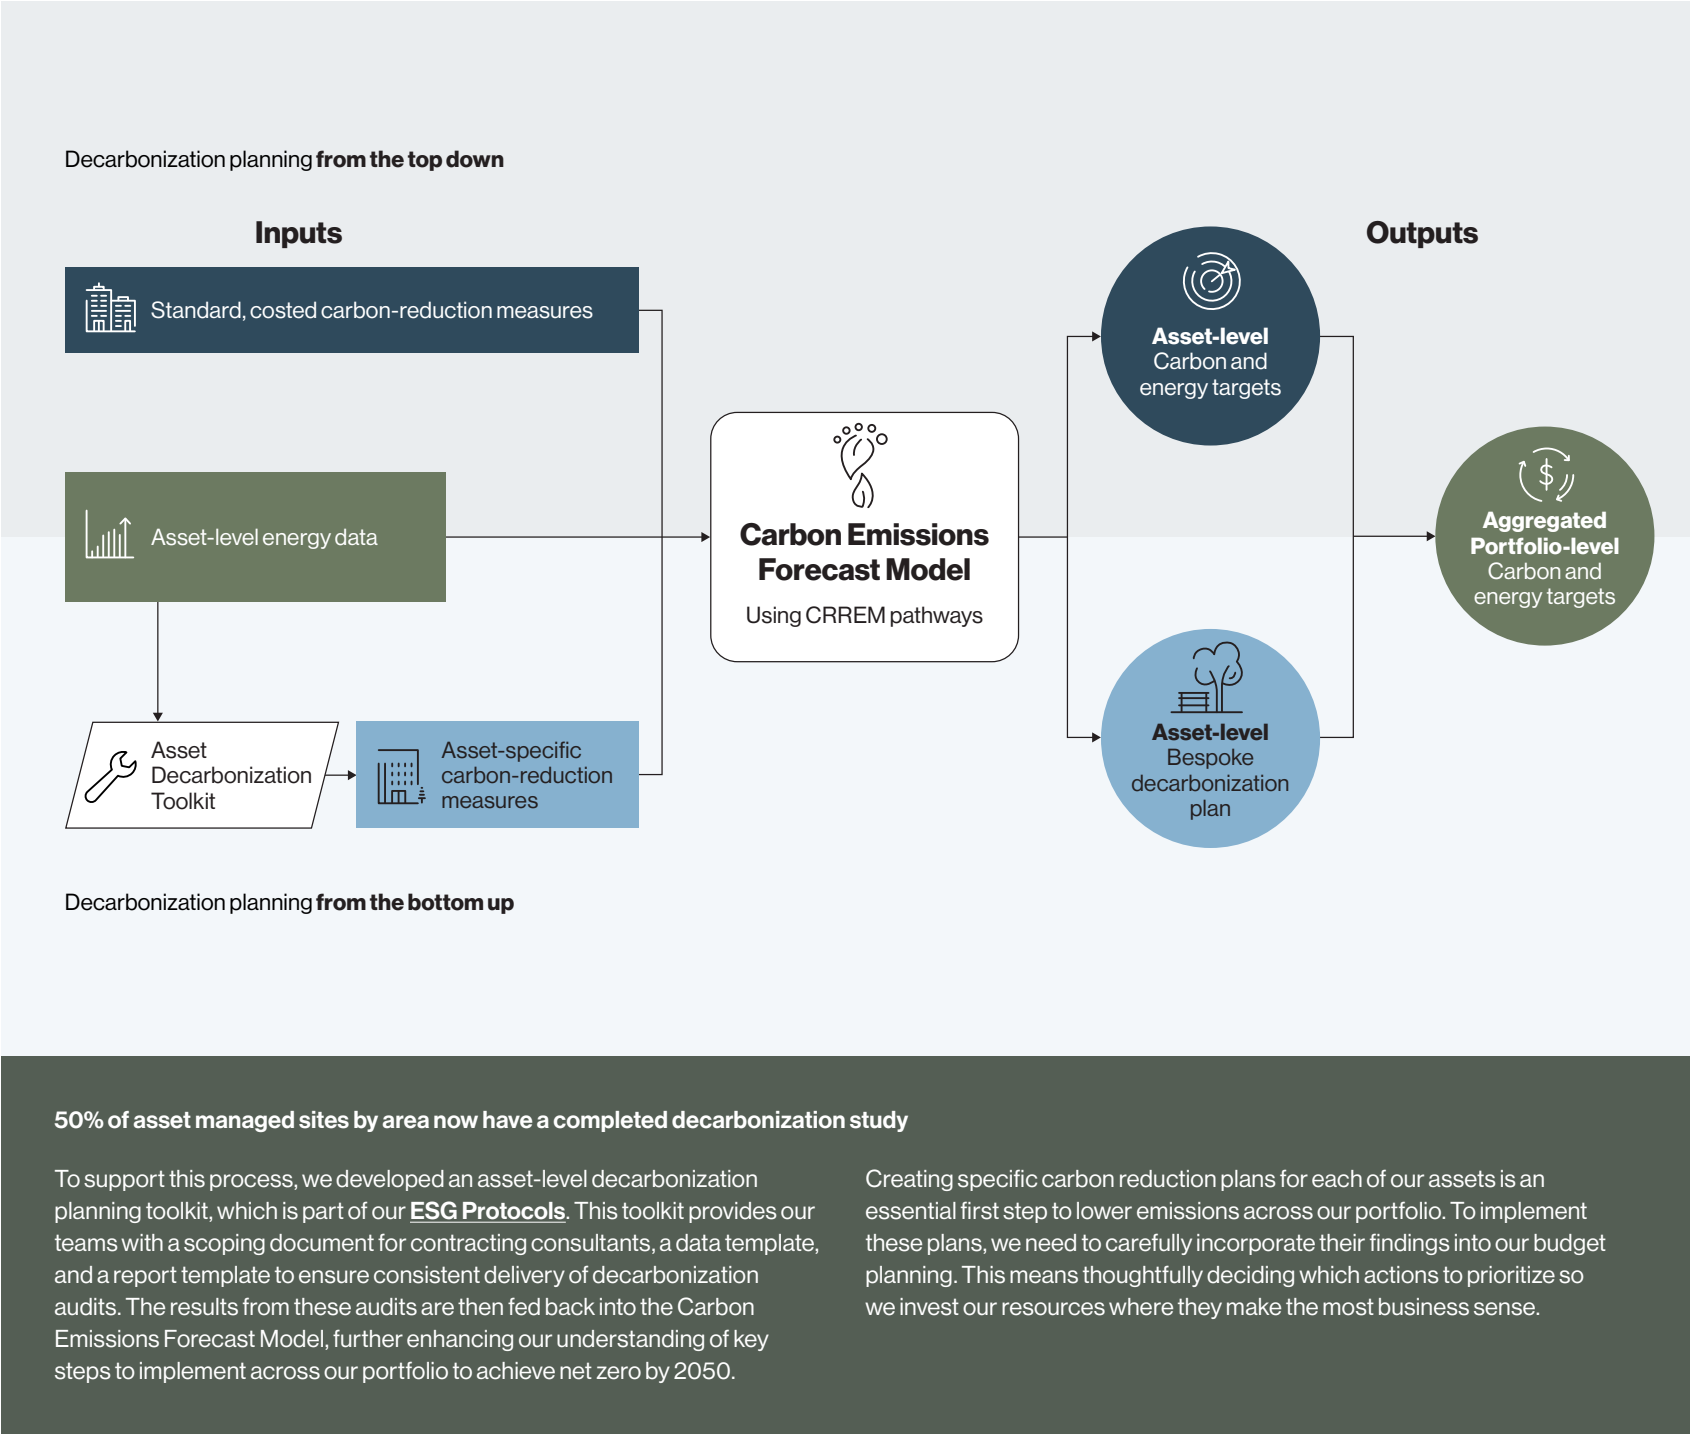 Decarbonization planning from the top down
Inputs
Outputs
Standard, costed carbon-reduction measures
Asset-level energy data
Asset
Decarbonization
Toolkit
Asset-specific
carbon-reduction
measures
Carbon Emissions
Forecast Model
Using CRREM pathways
Asset-level
Carbon and
energy targets
Asset-level
Bespoke
decarbonization
plan
$
Aggregated
Portfolio-level
Carbon and
energy targets
Decarbonization planning from the bottom up
50% of asset managed sites by area now have a completed decarbonization study
To support this process, we developed an asset-level decarbonization
planning toolkit, which is part of our ESG Protocols. This toolkit provides our
teams with a scoping document for contracting consultants, a data template,
and a report template to ensure consistent delivery of decarbonization
audits. The results from these audits are then fed back into the Carbon
Emissions Forecast Model, further enhancing our understanding of key
steps to implement across our portfolio to achieve net zero by 2050.
Creating specific carbon reduction plans for each of our assets is an
essential first step to lower emissions across our portfolio. To implement
these plans, we need to carefully incorporate their findings into our budget
planning. This means thoughtfully deciding which actions to prioritize so
we invest our resources where they make the most business sense.